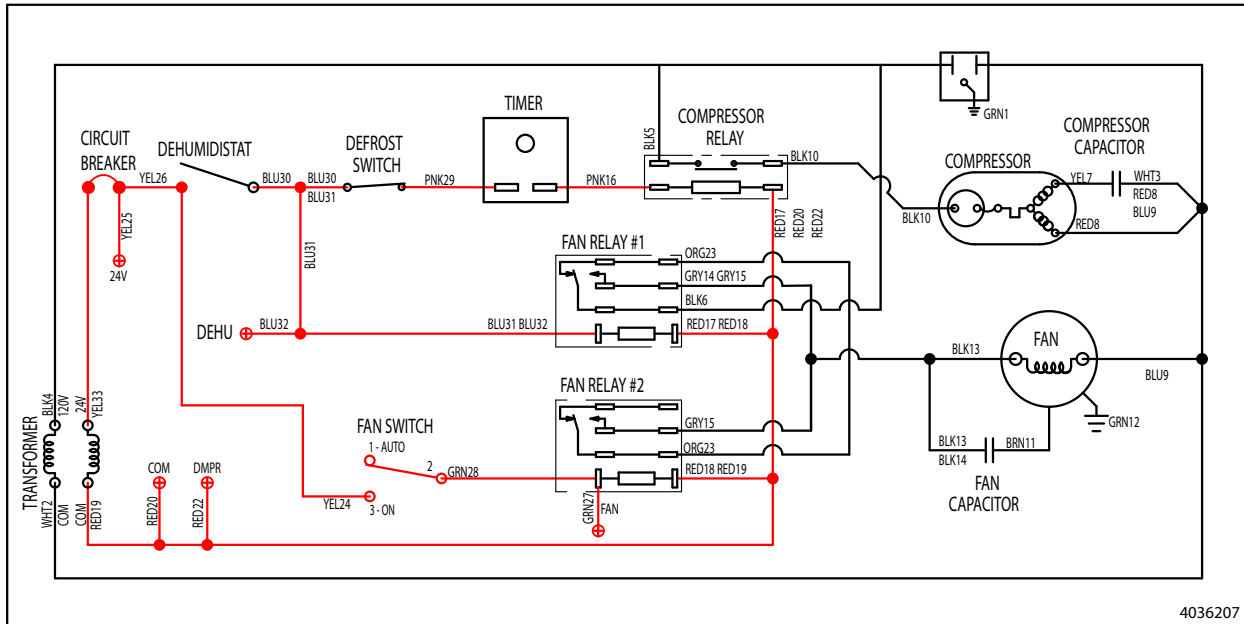 GRN1
TIMER
COMPRESSOR
RELAY
BLK5
COMPRESSOR
CAPACITOR
CIRCUIT
BREAKER
DEHUMIDISTAT
DEFROST
SWITCH
BLK10
COMPRESSOR
YEL7
WHT3
RED8
BLU9
YEL26
BLU30
BLU30
BLU31
PNK29
PNK16
BLK10
RED8
YEL25
24V
BLU31
RED17
RED20
RED22
FAN RELAY #1
ORG23
GRY14 GRY15
BLK6
DEHU
BLU32
BLU31 BLU32
RED17 RED18
FAN
BLK13
BLU9
FAN RELAY #2
TRANSFORMER
BLK4
120V
24V
YEL33
FAN SWITCH
1 - AUTO
2
GRN28
GRY15
ORG23
RED18 RED19
GRN12
BLK13
BLK14
BRN11
FAN
CAPACITOR
COM
DMPR
YEL24
3 - ON
GRN27
FAN
WHT2
COM
COM
RED19
RED20
RED22
4036207